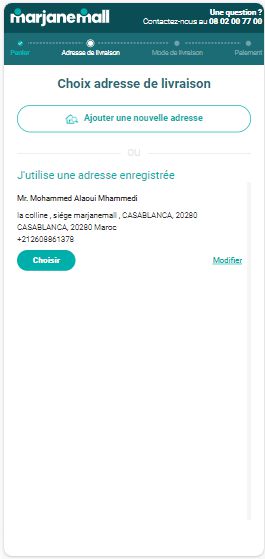 marjanemall
Une question ?
Contactez-nous au 08 02 00 77 00
Panier
Adresse de livraison
Mode de livraison
Paiement
Choix adresse de livraison
Ajouter une nouvelle adresse
OU
J'utilise une adresse enregistrée
Mr. Mohammed Alaoui Mhammedi
la colline , siége marjanemall , CASABLANCA, 20280
CASABLANCA, 20280 Maroc
+212608861378
Choisir
Modifier